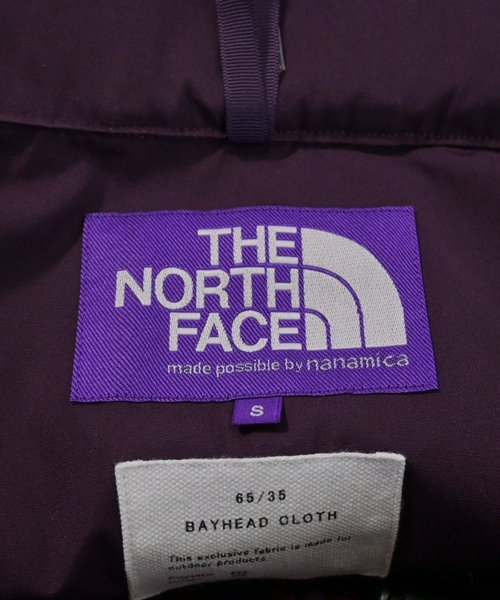 THE
NORTH
FACE
made possible by nanamica
S
65/35
BAYHEAD CLOTH
This exclusive fabric is made for
outdoor products.